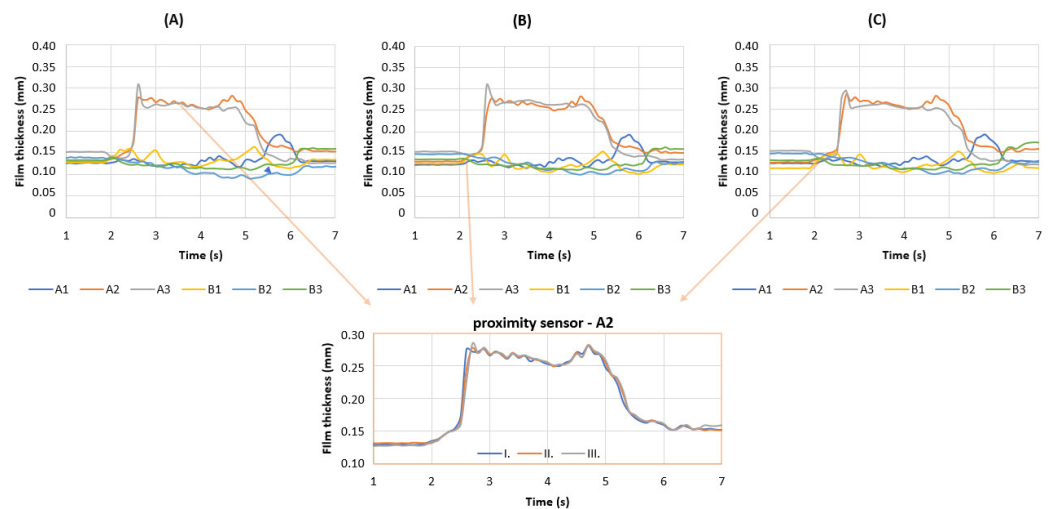 (A)
0.40
0.35
0.30
0.25
0.20
0.15
0.10
0.05
0
Film thickness (mm)
1 2 3 4 5 6 7
Time (s)
A1 A2 A3 B1 B2 B3
(B)
0.40
0.35
0.30
0.25
0.20
0.15
0.10
0.05
0
Film thickness (mm)
1 2 3 4 5 6 7
Time (s)
A1 A2 A3 B1 B2 B3
(C)
0.40
0.35
0.30
0.25
0.20
0.15
0.10
0.05
0
Film thickness (mm)
1 2 3 4 5 6 7
Time (s)
A1 A2 A3 B1 B2 B3
proximity sensor - A2
0.30
0.25
0.20
0.15
0.10
FIlm thickness (mm)
I. II. III.
1 2 3 4 5 6 7
Time (s)